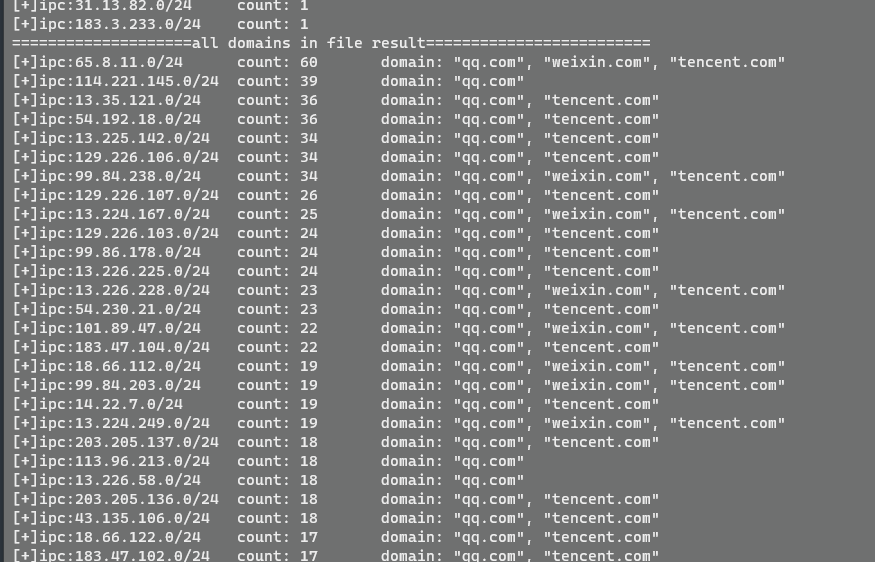 [+]ipc:31.13.82.0/24     count: 1
[+]ipc:183.3.233.0/24    count: 1
====================all domains in file result=========================
[+]ipc:65.8.11.0/24      count: 60       domain: "qq.com", "weixin.com", "tencent.com"
[+]ipc:114.221.145.0/24  count: 39       domain: "qq.com"
[+]ipc:13.35.121.0/24    count: 36       domain: "qq.com", "tencent.com"
[+]ipc:54.192.18.0/24    count: 36       domain: "qq.com", "tencent.com"
[+]ipc:13.225.142.0/24   count: 34       domain: "qq.com", "tencent.com"
[+]ipc:129.226.106.0/24  count: 34       domain: "qq.com", "tencent.com"
[+]ipc:99.84.238.0/24    count: 34       domain: "qq.com", "weixin.com", "tencent.com"
[+]ipc:129.226.107.0/24  count: 26       domain: "qq.com", "tencent.com"
[+]ipc:13.224.167.0/24   count: 25       domain: "qq.com", "weixin.com", "tencent.com"
[+]ipc:129.226.103.0/24  count: 24       domain: "qq.com", "tencent.com"
[+]ipc:99.86.178.0/24    count: 24       domain: "qq.com", "tencent.com"
[+]ipc:13.226.225.0/24   count: 24       domain: "qq.com", "tencent.com"
[+]ipc:13.226.228.0/24   count: 23       domain: "qq.com", "weixin.com", "tencent.com"
[+]ipc:54.230.21.0/24    count: 23       domain: "qq.com", "tencent.com"
[+]ipc:101.89.47.0/24    count: 22       domain: "qq.com", "weixin.com", "tencent.com"
[+]ipc:183.47.104.0/24   count: 22       domain: "qq.com", "tencent.com"
[+]ipc:18.66.112.0/24    count: 19       domain: "qq.com", "weixin.com", "tencent.com"
[+]ipc:99.84.203.0/24    count: 19       domain: "qq.com", "weixin.com", "tencent.com"
[+]ipc:14.22.7.0/24      count: 19       domain: "qq.com", "tencent.com"
[+]ipc:13.224.249.0/24   count: 19       domain: "qq.com", "weixin.com", "tencent.com"
[+]ipc:203.205.137.0/24  count: 18       domain: "qq.com", "tencent.com"
[+]ipc:113.96.213.0/24   count: 18       domain: "qq.com"
[+]ipc:13.226.58.0/24    count: 18       domain: "qq.com"
[+]ipc:203.205.136.0/24  count: 18       domain: "qq.com", "tencent.com"
[+]ipc:43.135.106.0/24   count: 18       domain: "qq.com", "tencent.com"
[+]ipc:18.66.122.0/24    count: 17       domain: "qq.com", "tencent.com"
[+]ipc:183.47.102.0/24   count: 17       domain: "qq.com", "tencent.com"